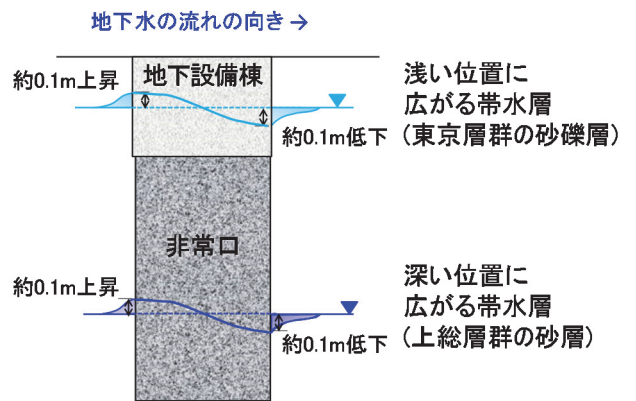 地下水の流れの向き→
約0.1m上昇
地下設備棟
約0.1m低下
浅い位置に
広がる帯水層
(東京層群の砂礫層)
非常口
約0.1m上昇
約0.1m低下
深い位置に
広がる帯水層
(上総層群の砂層)